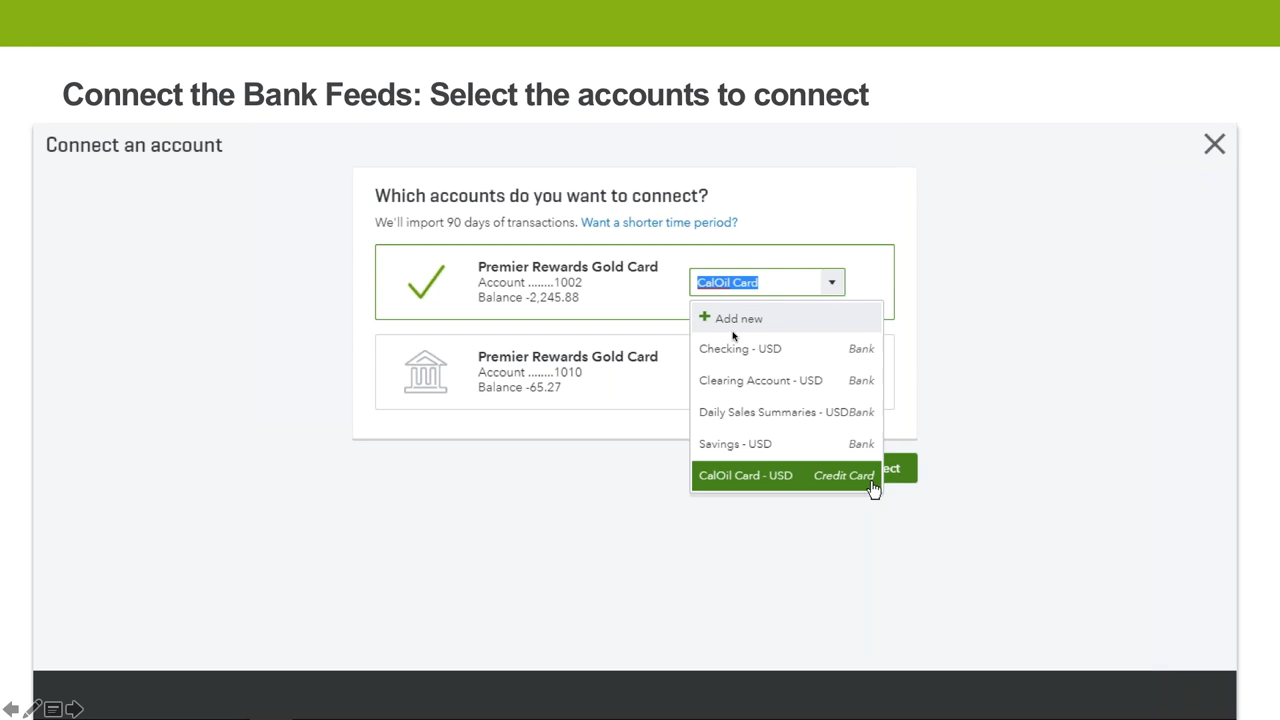 Connect the Bank Feeds: Select the accounts to connect
Connect an account
Which accounts do you want to connect?
We'll import 90 days of transactions. Want a shorter time period?
Premier Rewards Gold Card
Account ........1002
Balance -2,245.88
CalOil Card
Add new
Checking - USD Bank
Clearing Account - USD Bank
Daily Sales Summaries - USD Bank
Savings - USD Bank
CalOil Card - USD Credit Card
Premier Rewards Gold Card
Account ........1010
Balance -65.27
ect